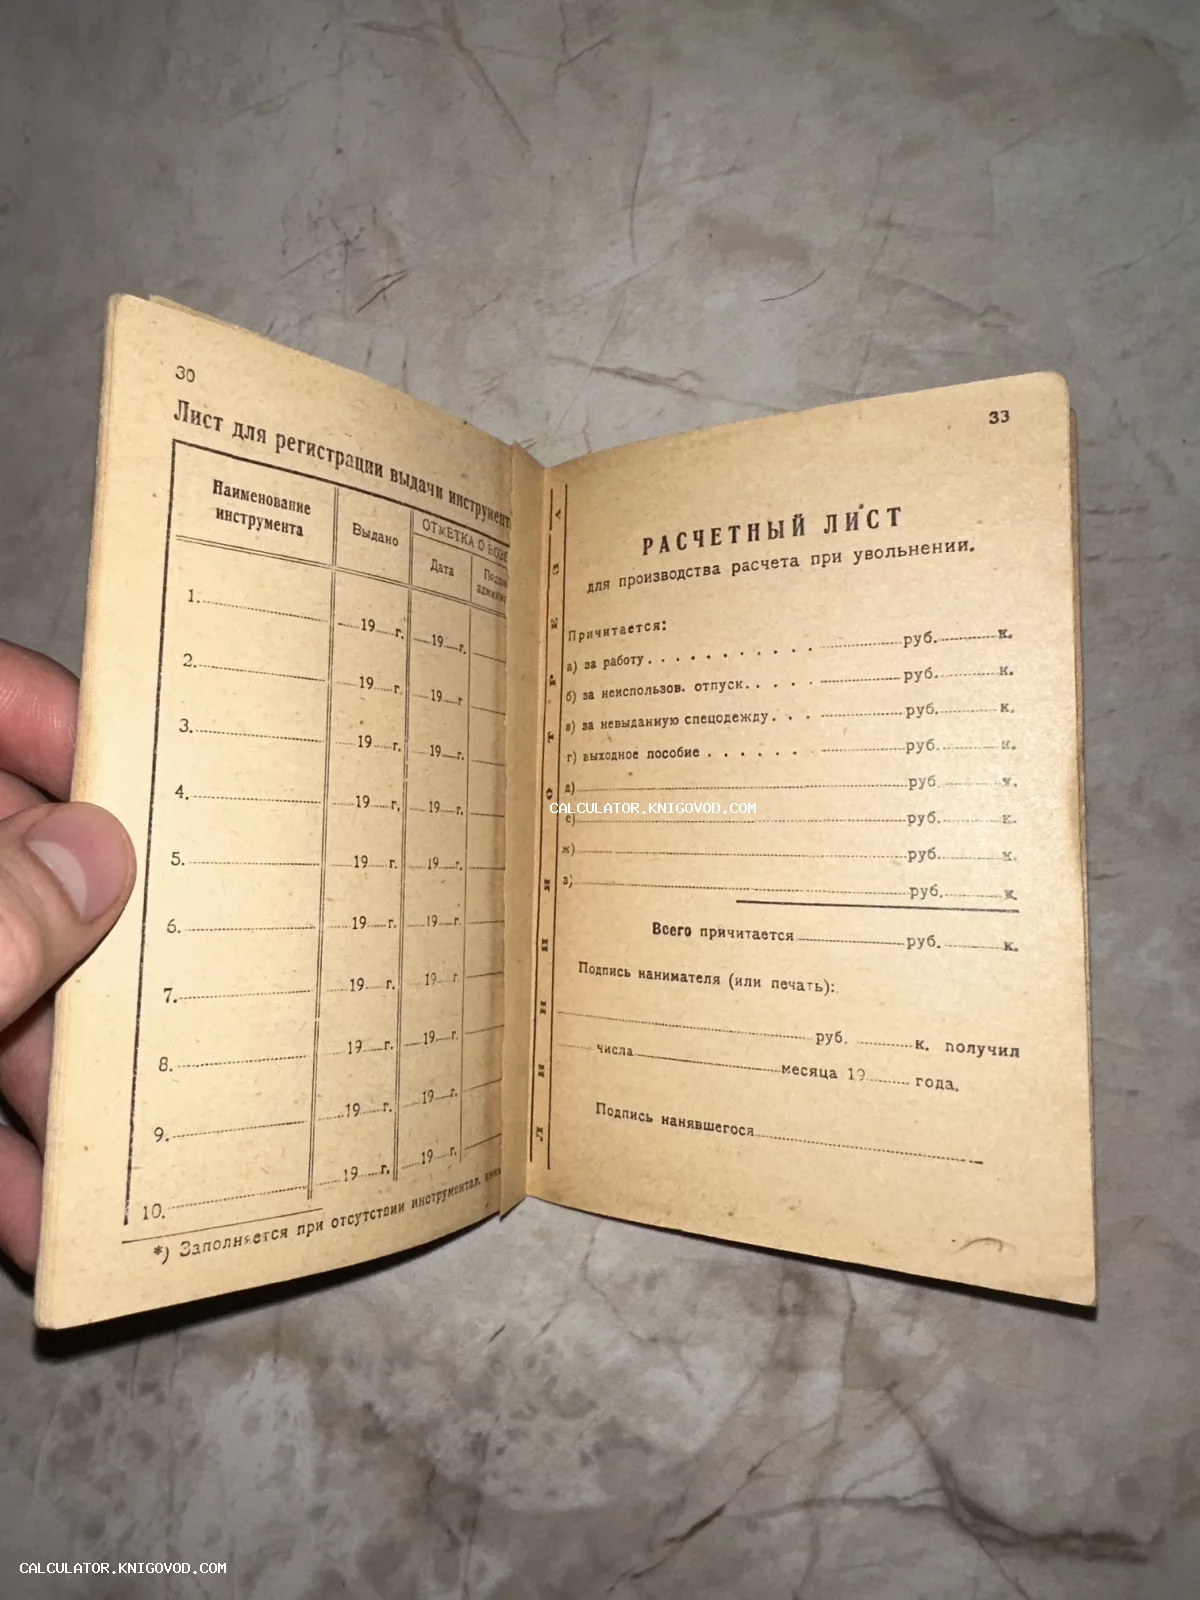 30
Лист для регистрации выдачи инструмент
Наименование
инструмента
Выдано
ОТМЕТКА О ВОЗВ
Дата
1. 19 г. 19 г.
2. 19 г. 19 г
3. 19 г. 19 г.
4. 19 г. 19 г.
5. 19 г. 19 г.
6. 19 г. 19 г.
7. 19 г. 19 г.
8. 19 г. 19 г.
9. 19 г. 19 г.
10. 19 г. 19 г.
*) Заполняется при отсутствии инструментал.
ЛИНИЯ ОТРЕЗА
33
РАСЧЕТНЫЙ ЛИСТ
для производства расчета при увольнении.
Причитается:
а) за работу. . . . . . . . . . . . руб. к.
б) за неиспользов. отпуск. . . . . руб. к.
в) за невыданную спецодежду. . . руб. к.
г) выходное пособие . . . . . . . руб. к.
д) руб. к.
е) руб. к.
ж) руб. к.
з) руб. к.
Всего причитается руб. к.
Подпись нанимателя (или печать):
руб. к. получил
числа месяца 19 года.
Подпись нанявшегося
CALCULATOR.KNIGOVOD.COM
CALCULATOR.KNIGOVOD.COM